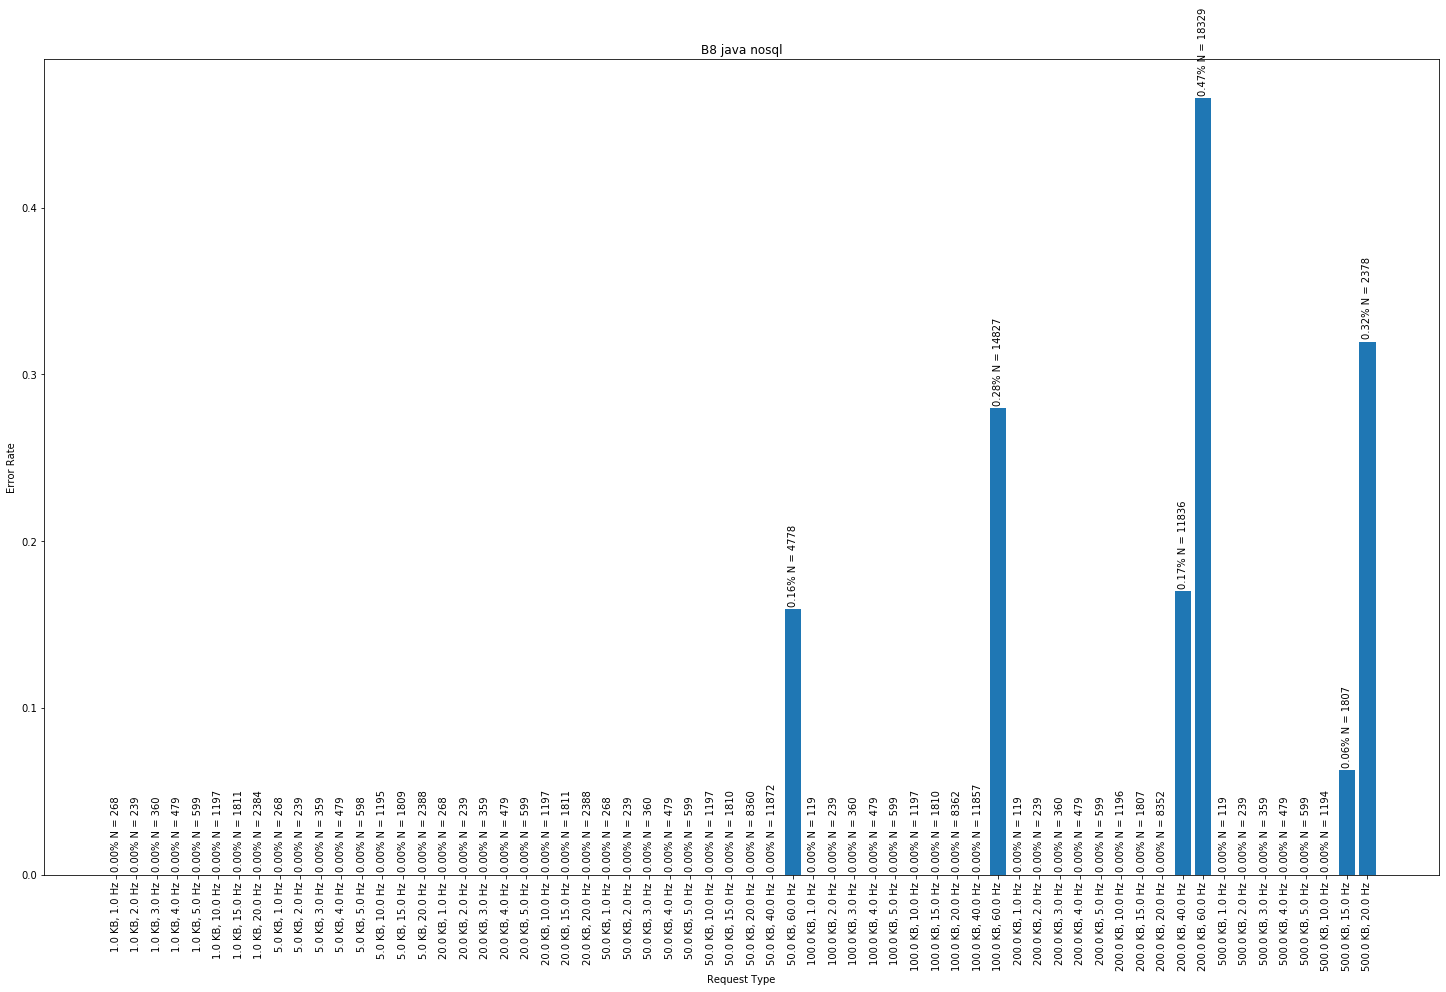 B8 java nosql
Error Rate
0.4
0.3
0.2
0.1
0.0
0.00% N = 268
0.00% N = 239
0.00% N = 360
0.00% N = 479
0.00% N = 599
0.00% N = 1197
0.00% N = 1811
0.00% N = 2384
0.00% N = 268
0.00% N = 239
0.00% N = 359
0.00% N = 479
0.00% N = 598
0.00% N = 1195
0.00% N = 1809
0.00% N = 2388
0.00% N = 268
0.00% N = 239
0.00% N = 359
0.00% N = 479
0.00% N = 599
0.00% N = 1197
0.00% N = 1811
0.00% N = 2388
0.00% N = 268
0.00% N = 239
0.00% N = 360
0.00% N = 479
0.00% N = 599
0.00% N = 1197
0.00% N = 1810
0.00% N = 8360
0.00% N = 11872
0.16% N = 4778
0.00% N = 119
0.00% N = 239
0.00% N = 360
0.00% N = 479
0.00% N = 599
0.00% N = 1197
0.00% N = 1810
0.00% N = 8362
0.00% N = 11857
0.28% N = 14827
0.00% N = 119
0.00% N = 239
0.00% N = 360
0.00% N = 479
0.00% N = 599
0.00% N = 1196
0.00% N = 1807
0.00% N = 8352
0.17% N = 11836
0.47% N = 18329
0.00% N = 119
0.00% N = 239
0.00% N = 359
0.00% N = 479
0.00% N = 599
0.00% N = 1194
0.06% N = 1807
0.32% N = 2378
1.0 KB, 1.0 Hz
1.0 KB, 2.0 Hz
1.0 KB, 3.0 Hz
1.0 KB, 4.0 Hz
1.0 KB, 5.0 Hz
1.0 KB, 10.0 Hz
1.0 KB, 15.0 Hz
1.0 KB, 20.0 Hz
5.0 KB, 1.0 Hz
5.0 KB, 2.0 Hz
5.0 KB, 3.0 Hz
5.0 KB, 4.0 Hz
5.0 KB, 5.0 Hz
5.0 KB, 10.0 Hz
5.0 KB, 15.0 Hz
5.0 KB, 20.0 Hz
20.0 KB, 1.0 Hz
20.0 KB, 2.0 Hz
20.0 KB, 3.0 Hz
20.0 KB, 4.0 Hz
20.0 KB, 5.0 Hz
20.0 KB, 10.0 Hz
20.0 KB, 15.0 Hz
20.0 KB, 20.0 Hz
50.0 KB, 1.0 Hz
50.0 KB, 2.0 Hz
50.0 KB, 3.0 Hz
50.0 KB, 4.0 Hz
50.0 KB, 5.0 Hz
50.0 KB, 10.0 Hz
50.0 KB, 15.0 Hz
50.0 KB, 20.0 Hz
50.0 KB, 40.0 Hz
50.0 KB, 60.0 Hz
100.0 KB, 1.0 Hz
100.0 KB, 2.0 Hz
100.0 KB, 3.0 Hz
100.0 KB, 4.0 Hz
100.0 KB, 5.0 Hz
100.0 KB, 10.0 Hz
100.0 KB, 15.0 Hz
100.0 KB, 20.0 Hz
100.0 KB, 40.0 Hz
100.0 KB, 60.0 Hz
200.0 KB, 1.0 Hz
200.0 KB, 2.0 Hz
200.0 KB, 3.0 Hz
200.0 KB, 4.0 Hz
200.0 KB, 5.0 Hz
200.0 KB, 10.0 Hz
200.0 KB, 15.0 Hz
200.0 KB, 20.0 Hz
200.0 KB, 40.0 Hz
200.0 KB, 60.0 Hz
500.0 KB, 1.0 Hz
500.0 KB, 2.0 Hz
500.0 KB, 3.0 Hz
500.0 KB, 4.0 Hz
500.0 KB, 5.0 Hz
500.0 KB, 10.0 Hz
500.0 KB, 15.0 Hz
500.0 KB, 20.0 Hz
Request Type